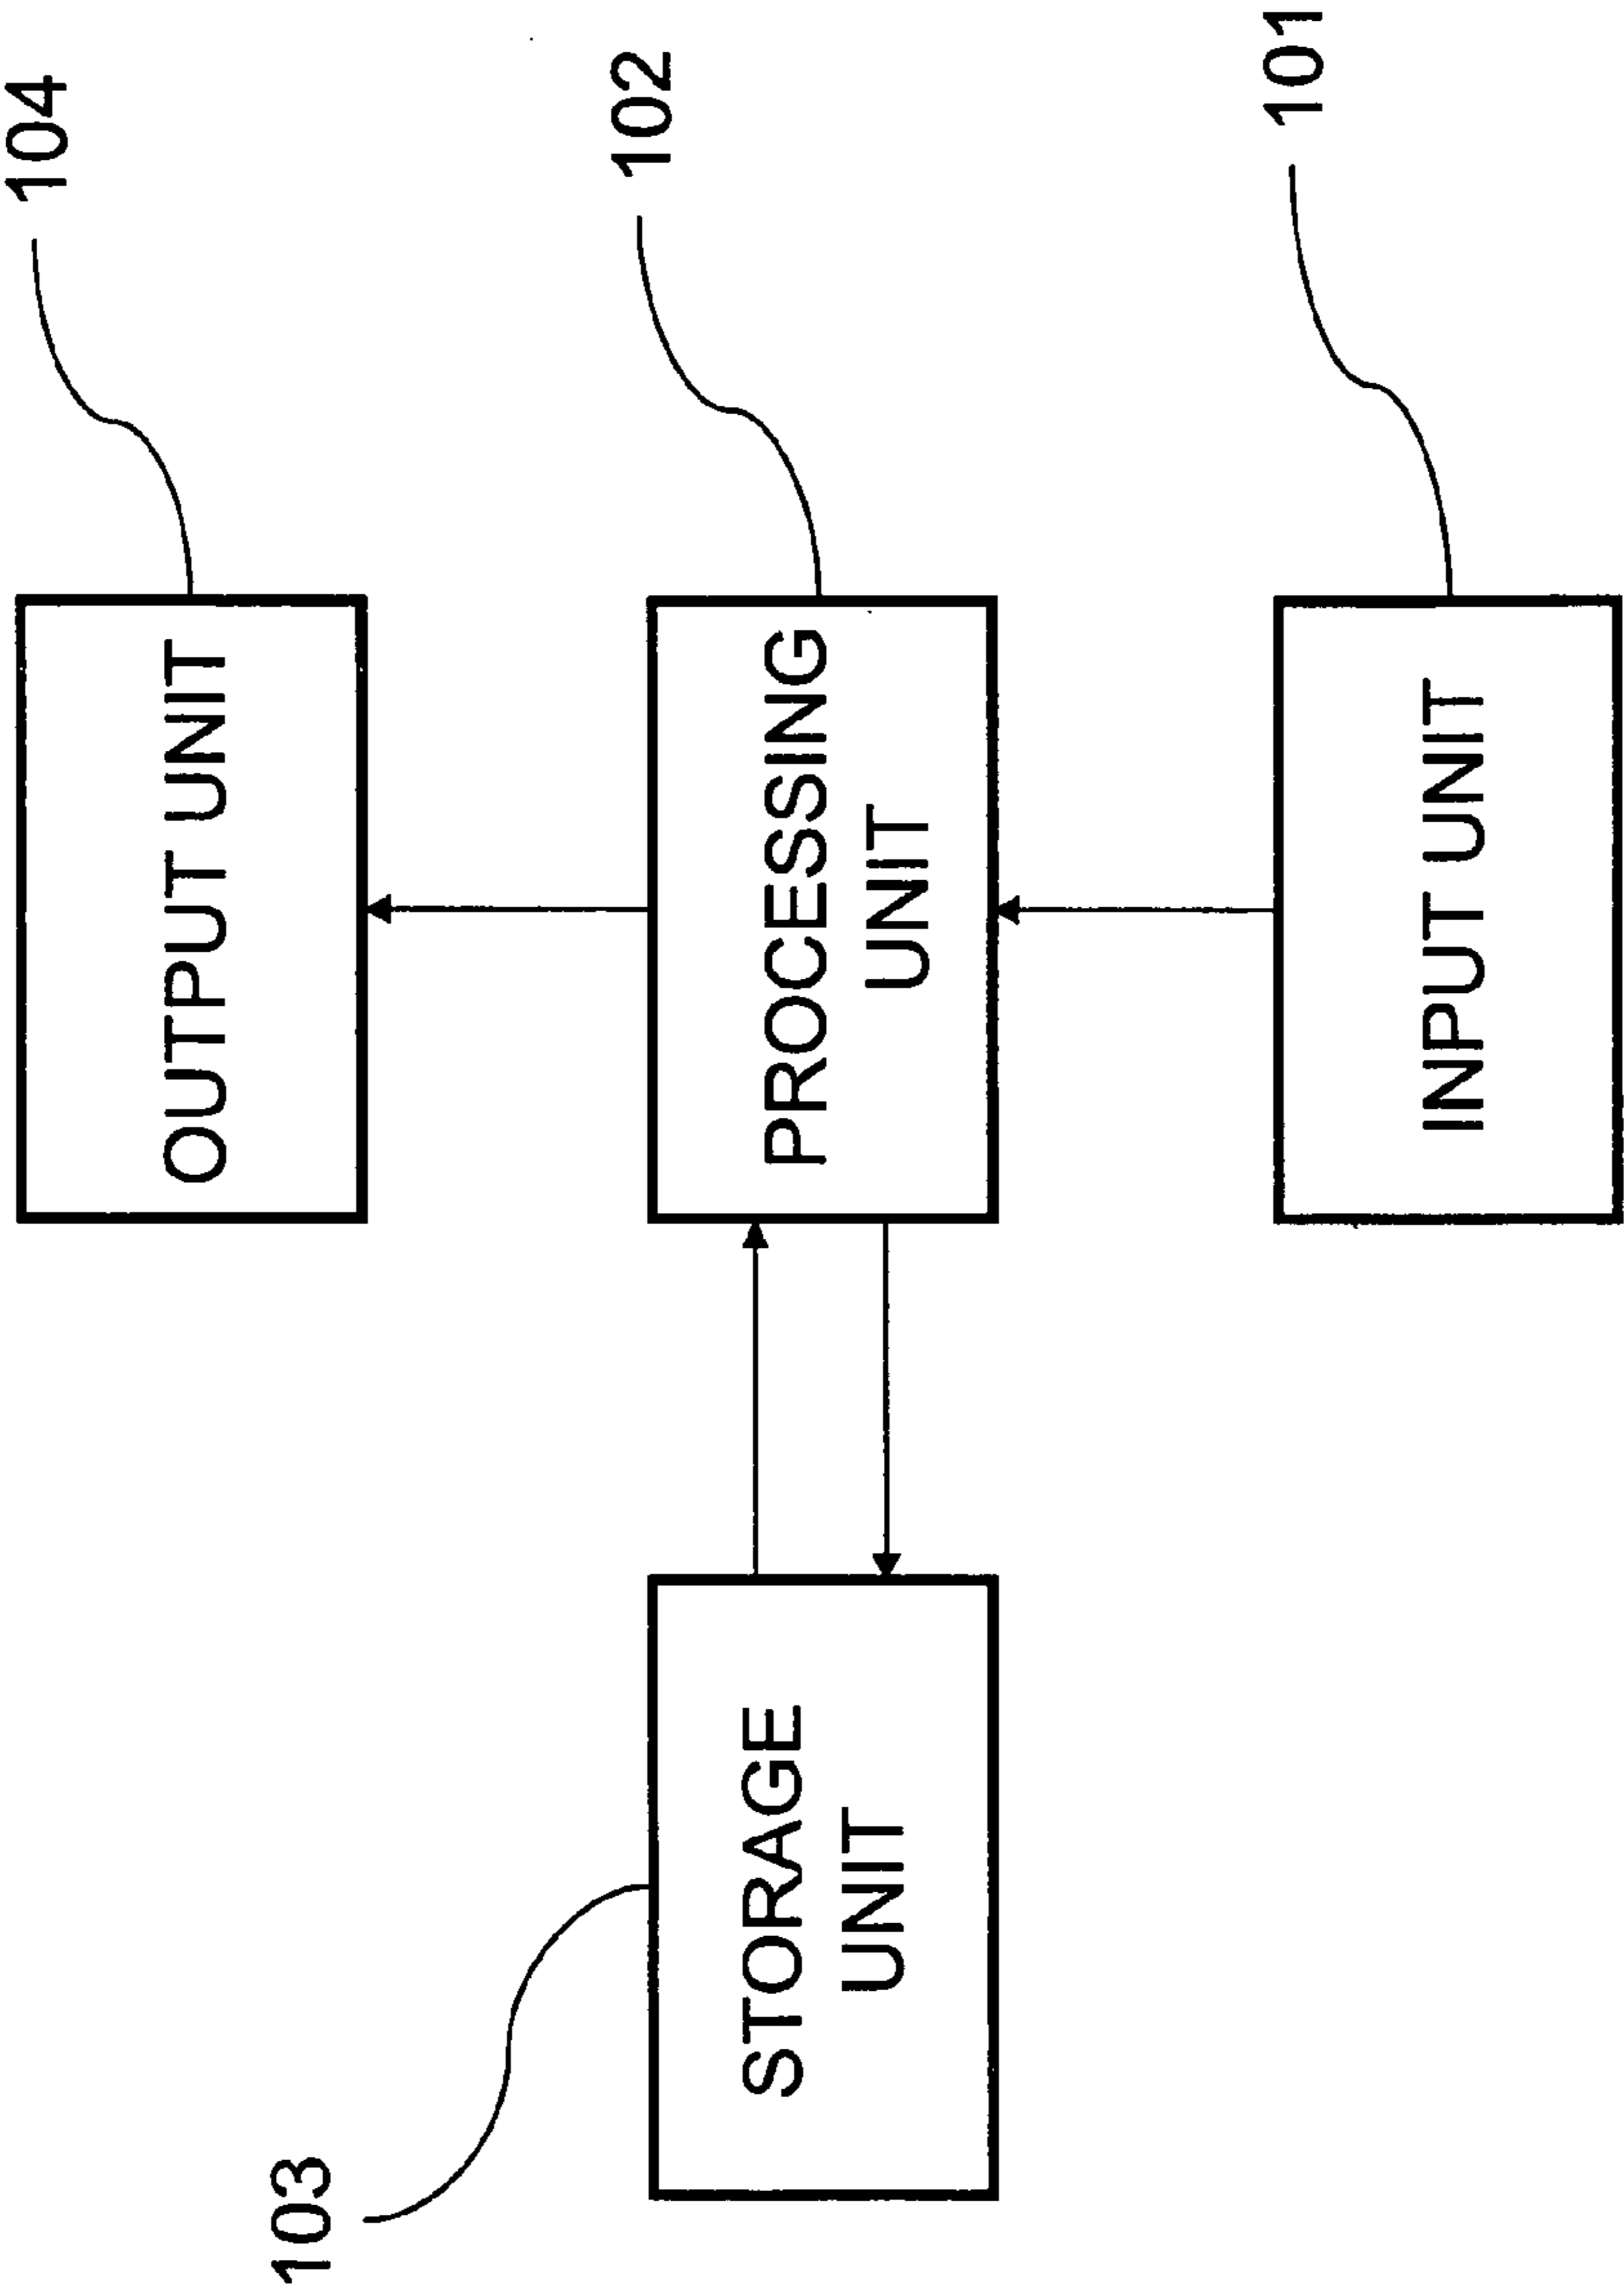 104
102
101
OUTPUT UNIT
PROCESSING
UNIT
INPUT UNIT
STORAGE
UNIT
103